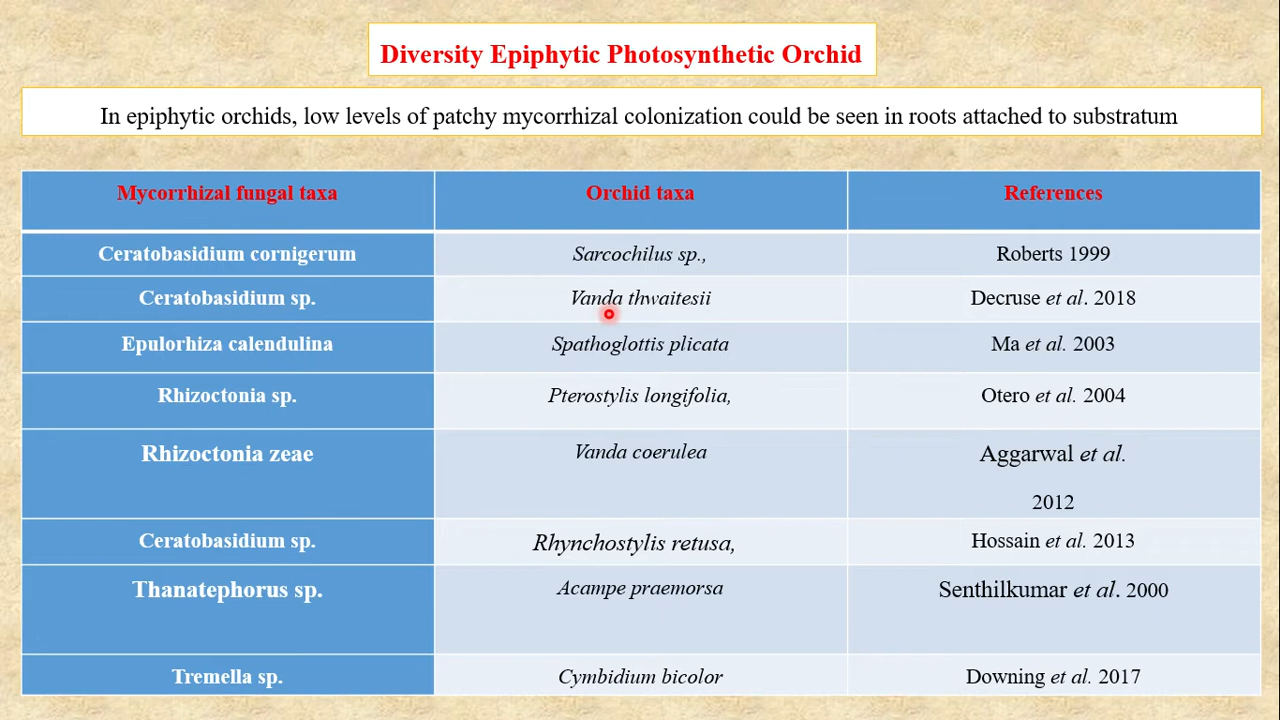 Diversity Epiphytic Photosynthetic Orchid
In epiphytic orchids, low levels of patchy mycorrhizal colonization could be seen in roots attached to substratum
Mycorrhizal fungal taxa Orchid taxa References
Ceratobasidium cornigerum Sarcochilus sp., Roberts 1999
Ceratobasidium sp. Vanda thwaitesii Decruse et al. 2018
Epulorhiza calendulina Spathoglottis plicata Ma et al. 2003
Rhizoctonia sp. Pterostylis longifolia, Otero et al. 2004
Rhizoctonia zeae Vanda coerulea Aggarwal et al.
2012
Ceratobasidium sp. Rhynchostylis retusa, Hossain et al. 2013
Thanatephorus sp. Acampe praemorsa Senthilkumar et al. 2000
Tremella sp. Cymbidium bicolor Downing et al. 2017